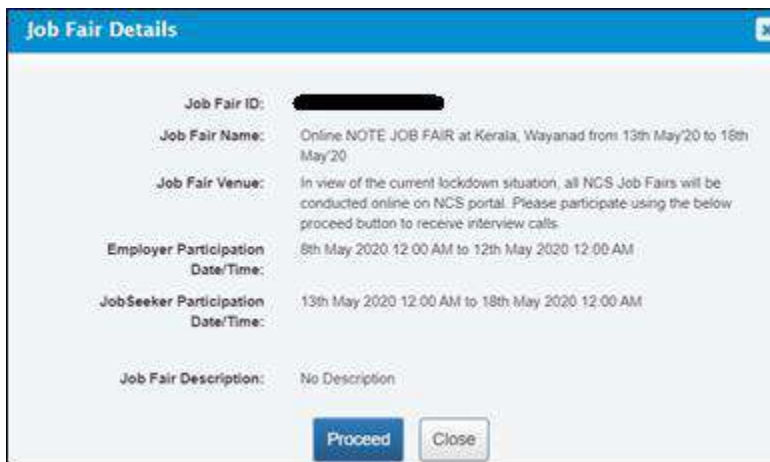 Job Fair Details
Job Fair ID:
Job Fair Name: Online NOTE JOB FAIR at Kerala, Wayanad from 13th May'20 to 18th
May'20
Job Fair Venue: In view of the current lockdown situation, all NCS Job Fairs will be
conducted online on NCS portal. Please participate using the below
proceed button to receive interview calls
Employer Participation 8th May 2020 12:00 AM to 12th May 2020 12:00 AM
Date/Time:
JobSeeker Participation 13th May 2020 12:00 AM to 18th May 2020 12:00 AM
Date/Time:
Job Fair Description: No Description
Proceed Close